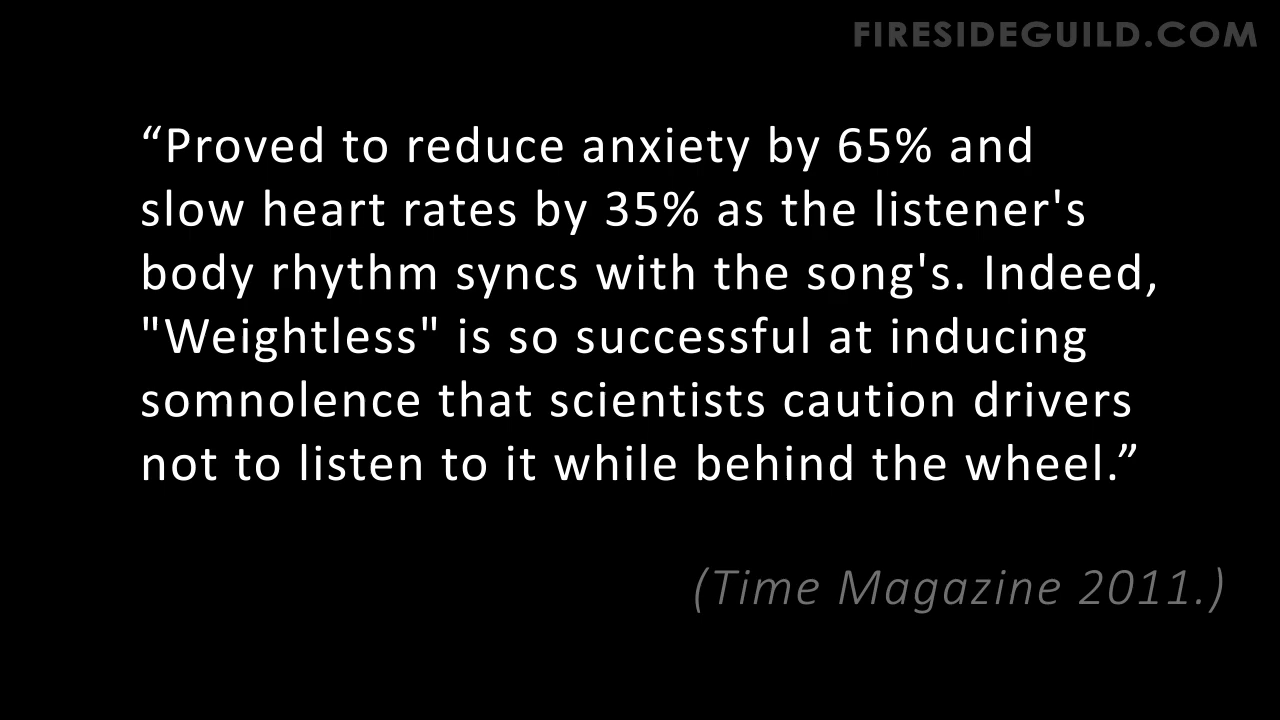 FIRESIDEGUILD.COM
“Proved to reduce anxiety by 65% and
slow heart rates by 35% as the listener's
body rhythm syncs with the song's. Indeed,
"Weightless" is so successful at inducing
somnolence that scientists caution drivers
not to listen to it while behind the wheel.”
(Time Magazine 2011.)